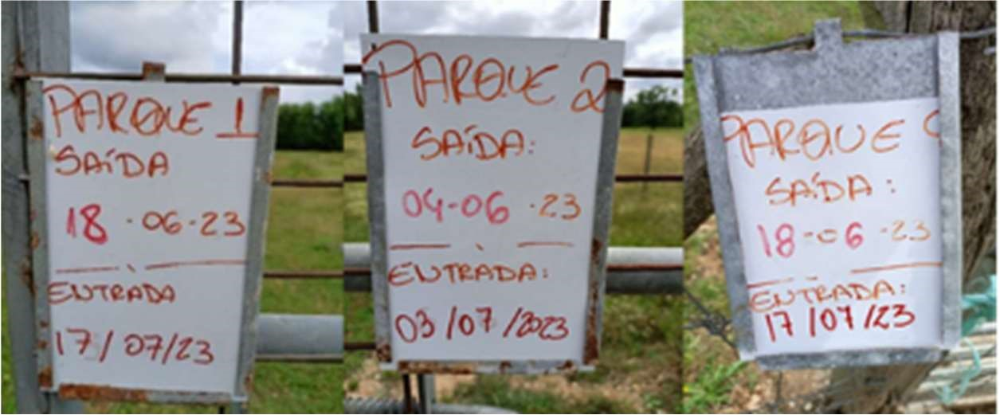 PARQUE 1
SAÍDA
18-06-23
ENTRADA
17/07/23
PARQUE 2
SAÍDA:
04-06-23
ENTRADA:
03/07/2023
PARQUE
SAÍDA:
18-06-23
ENTRADA:
17/07/23